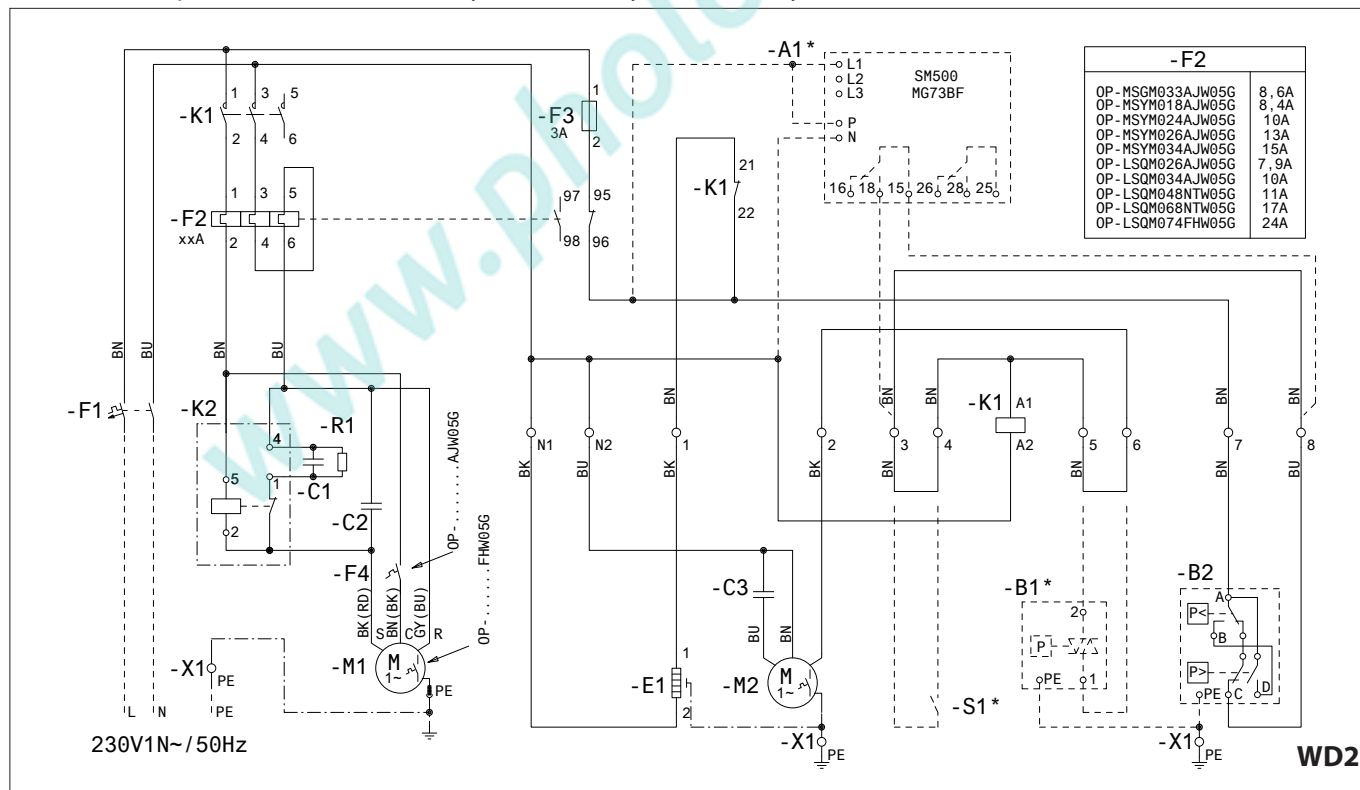 -A1*
L1
L2
L3
P
N
SM500
MG73BF
16 18 15 26 28 25
-F2
OP-MSGM033AJW05G 8,6A
OP-MSYM018AJW05G 8,4A
OP-MSYM024AJW05G 10A
OP-MSYM026AJW05G 13A
OP-MSYM034AJW05G 15A
OP-LSQM026AJW05G 7,9A
OP-LSQM034AJW05G 10A
OP-LSQM048NTW05G 11A
OP-LSQM068NTW05G 17A
OP-LSQM074FHW05G 24A
1 3 5
-K1
2 4 6
1
-F3
3A
2
1 3 5
-F2
xxA
2 4 6
97 95
98 96
21
-K1
22
BN BU BN BU
-F1
-K2
4
-R1
5
1
-C1
2
-C2
-F4
BK(RD) BN(BK) GY(BU)
S C R
OP-.......AJW05G
OP-.......FHW05G
-M1
M
1~
PE
-X1
PE
L N PE
230V1N~/50Hz
N1 N2 1 2 3 4 5 6 7 8
BN BN BN BN BN
BK BU BK BK BN BN BN BN BU
-K1
A1
A2
-C3
BU BN
1
-E1
2
-M2
M
1~
-X1
PE
-S1*
-B1*
2
P
PE
1
-B2
A
P<
B
P>
PE C D
-X1
PE
WD2
www.pholo